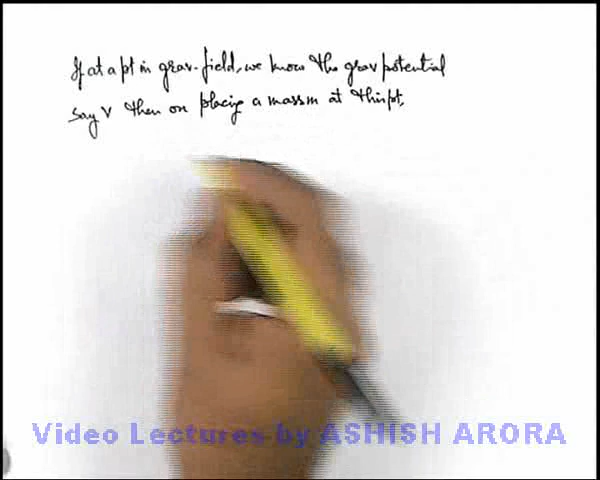 If at a pt in grav. field, we know the grav potential
say V then on placing a mass m at this pt,
Video Lectures by ASHISH ARORA